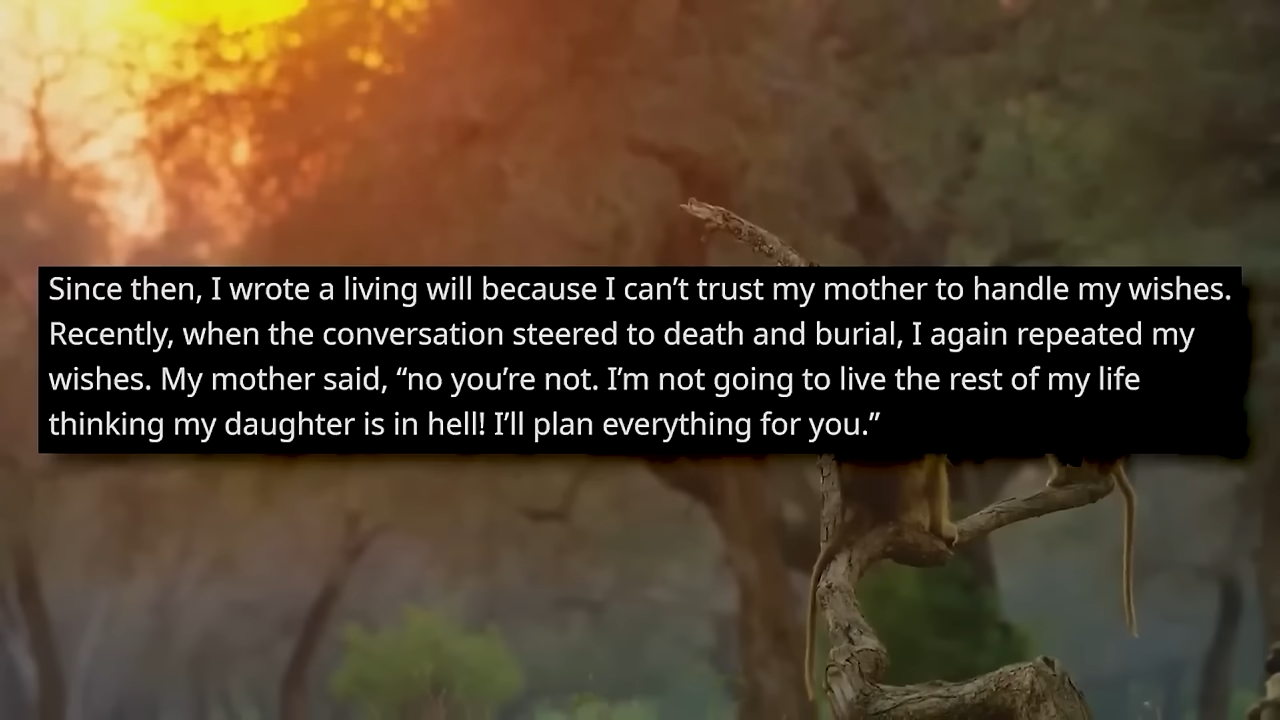 Since then, I wrote a living will because I can’t trust my mother to handle my wishes.
Recently, when the conversation steered to death and burial, I again repeated my
wishes. My mother said, “no you’re not. I’m not going to live the rest of my life
thinking my daughter is in hell! I’ll plan everything for you.”